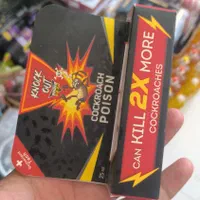 KNOCK
OUT
COCKROACH
POISON
CAN KILL 2X MORE
COCKROACHES